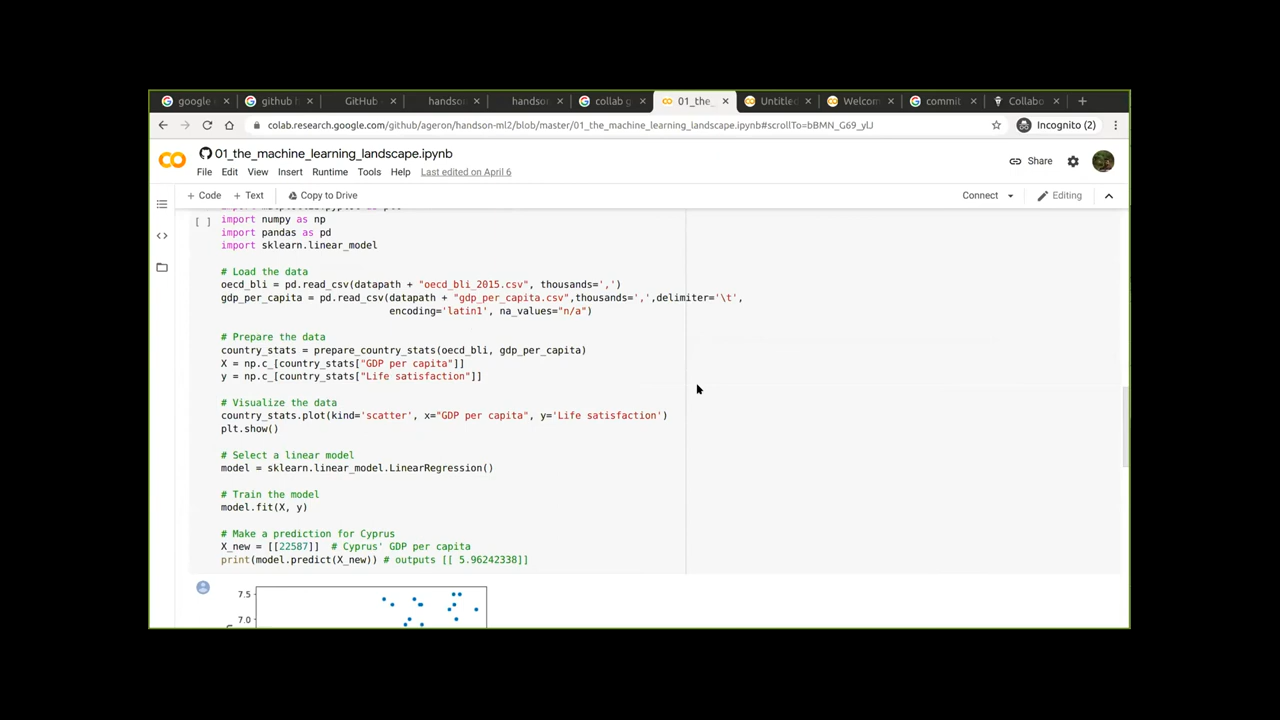 google
github h
GitHub
handson
handson
collab g
01_the_
Untitled
Welcom
commit
Collabo
colab.research.google.com/github/ageron/handson-ml2/blob/master/01_the_machine_learning_landscape.ipynb#scrollTo=bBMN_G69_ylJ
Incognito (2)
01_the_machine_learning_landscape.ipynb
Share
File Edit View Insert Runtime Tools Help Last edited on April 6
+ Code + Text Copy to Drive
Connect
Editing
[ ]
import numpy as np
import pandas as pd
import sklearn.linear_model
# Load the data
oecd_bli = pd.read_csv(datapath + "oecd_bli_2015.csv", thousands=',')
gdp_per_capita = pd.read_csv(datapath + "gdp_per_capita.csv",thousands=',',delimiter='\t',
encoding='latin1', na_values="n/a")
# Prepare the data
country_stats = prepare_country_stats(oecd_bli, gdp_per_capita)
X = np.c_[country_stats["GDP per capita"]]
y = np.c_[country_stats["Life satisfaction"]]
# Visualize the data
country_stats.plot(kind='scatter', x="GDP per capita", y='Life satisfaction')
plt.show()
# Select a linear model
model = sklearn.linear_model.LinearRegression()
# Train the model
model.fit(X, y)
# Make a prediction for Cyprus
X_new = [[22587]]  # Cyprus' GDP per capita
print(model.predict(X_new)) # outputs [[ 5.96242338]]
7.5
7.0